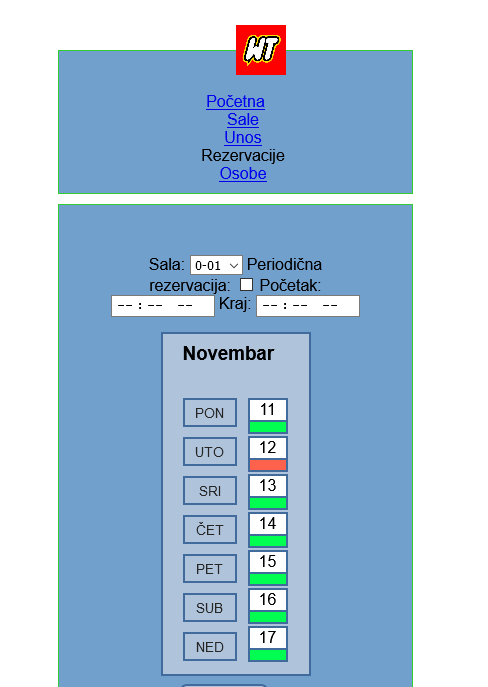 WT
Početna
Sale
Unos
Rezervacije
Osobe
Sala: 0-01 Periodična
rezervacija: Početak:
--:-- -- Kraj: --:-- --
Novembar
PON 11
UTO 12
SRI 13
ČET 14
PET 15
SUB 16
NED 17